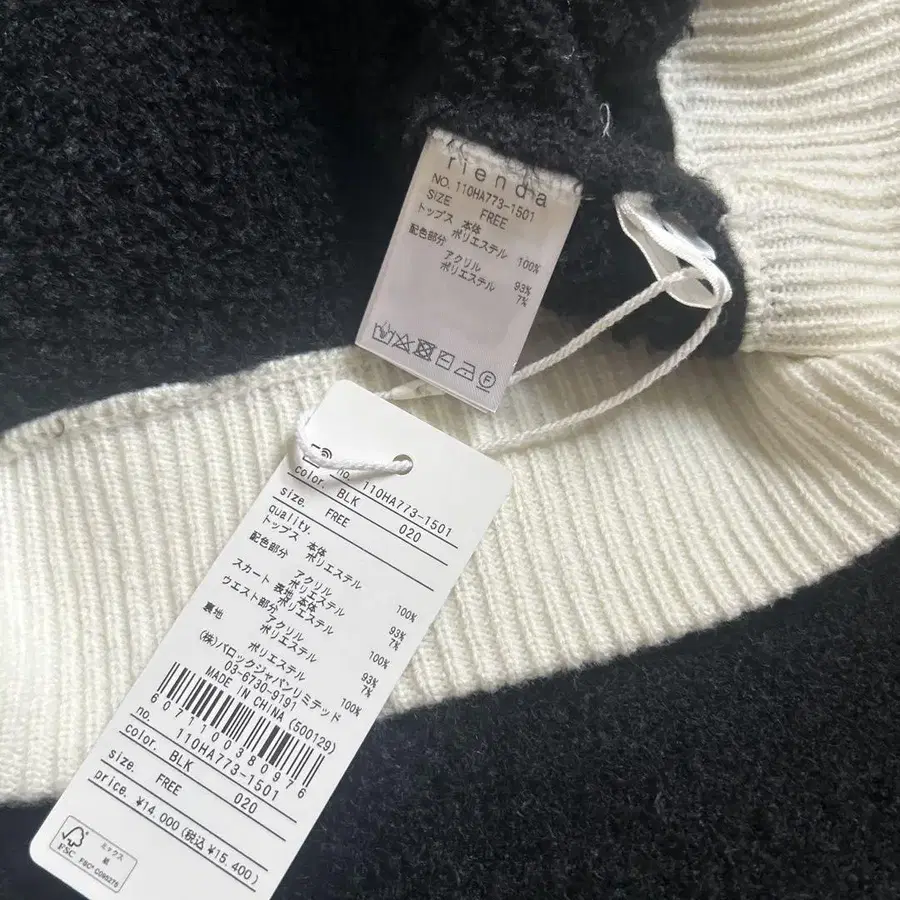 rienda
NO. 110HA773-1501
SIZE FREE
トップス 本体
ポリエステル 100%
配色部分
アクリル 93%
ポリエステル 7%
F
no. 110HA773-1501
color. BLK 020
size. FREE
quality.
トップス 本体
ポリエステル 100%
配色部分
アクリル 93%
ポリエステル 7%
スカート 表地 本体
ポリエステル 100%
ウエスト部分
アクリル 93%
ポリエステル 7%
裏地
ポリエステル 100%
(株)バロックジャパンリミテッド
03-6730-9191
MADE IN CHINA (500129)
6071100380976
no. 110HA773-1501
color. BLK 020
size. FREE
price. ¥14,000(税込¥15,400)
FSC
ミックス
紙
FSC® C095275